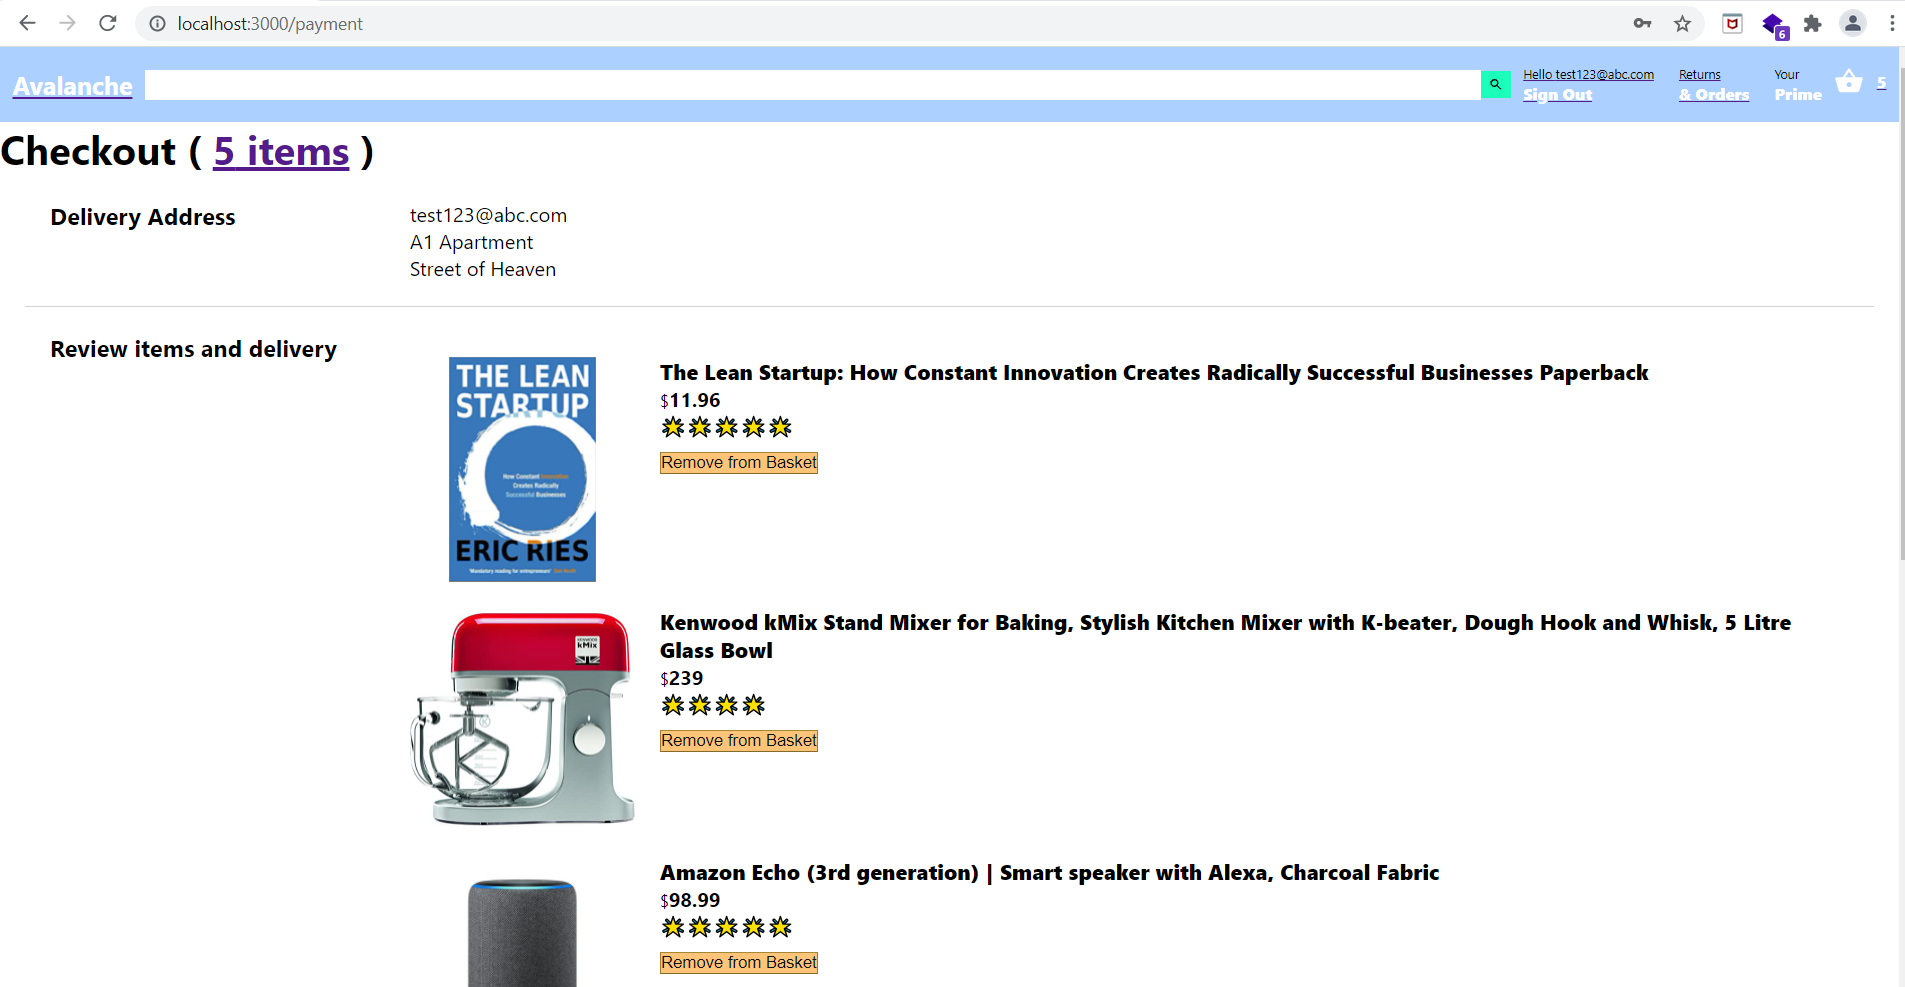 localhost:3000/payment
6
Avalanche
Hello test123@abc.com
Sign Out
Returns
& Orders
Your
Prime
5
Checkout ( 5 items )
Delivery Address
test123@abc.com
A1 Apartment
Street of Heaven
Review items and delivery
THE LEAN
STARTUP
How Constant Innovation
Creates Radically
Successful Businesses
ERIC RIES
The Lean Startup: How Constant Innovation Creates Radically Successful Businesses Paperback
$11.96
Remove from Basket
KENWOOD
kMix
Kenwood kMix Stand Mixer for Baking, Stylish Kitchen Mixer with K-beater, Dough Hook and Whisk, 5 Litre
Glass Bowl
$239
Remove from Basket
Amazon Echo (3rd generation) | Smart speaker with Alexa, Charcoal Fabric
$98.99
Remove from Basket